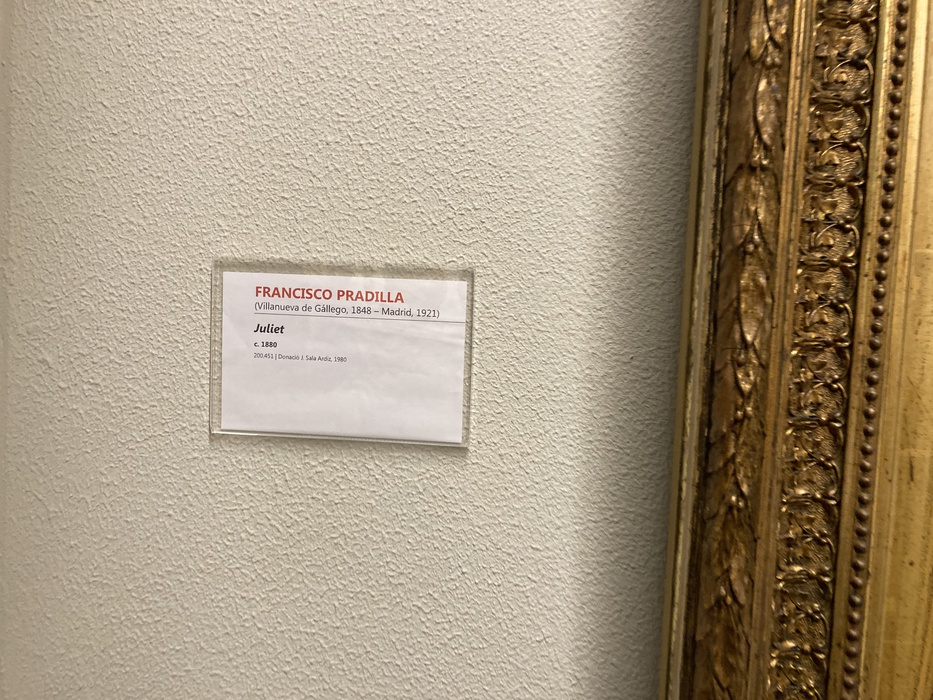 FRANCISCO PRADILLA
(Villanueva de Gállego, 1848 – Madrid, 1921)
Juliet
c. 1880
200.451 | Donació J. Sala Ardiz, 1980